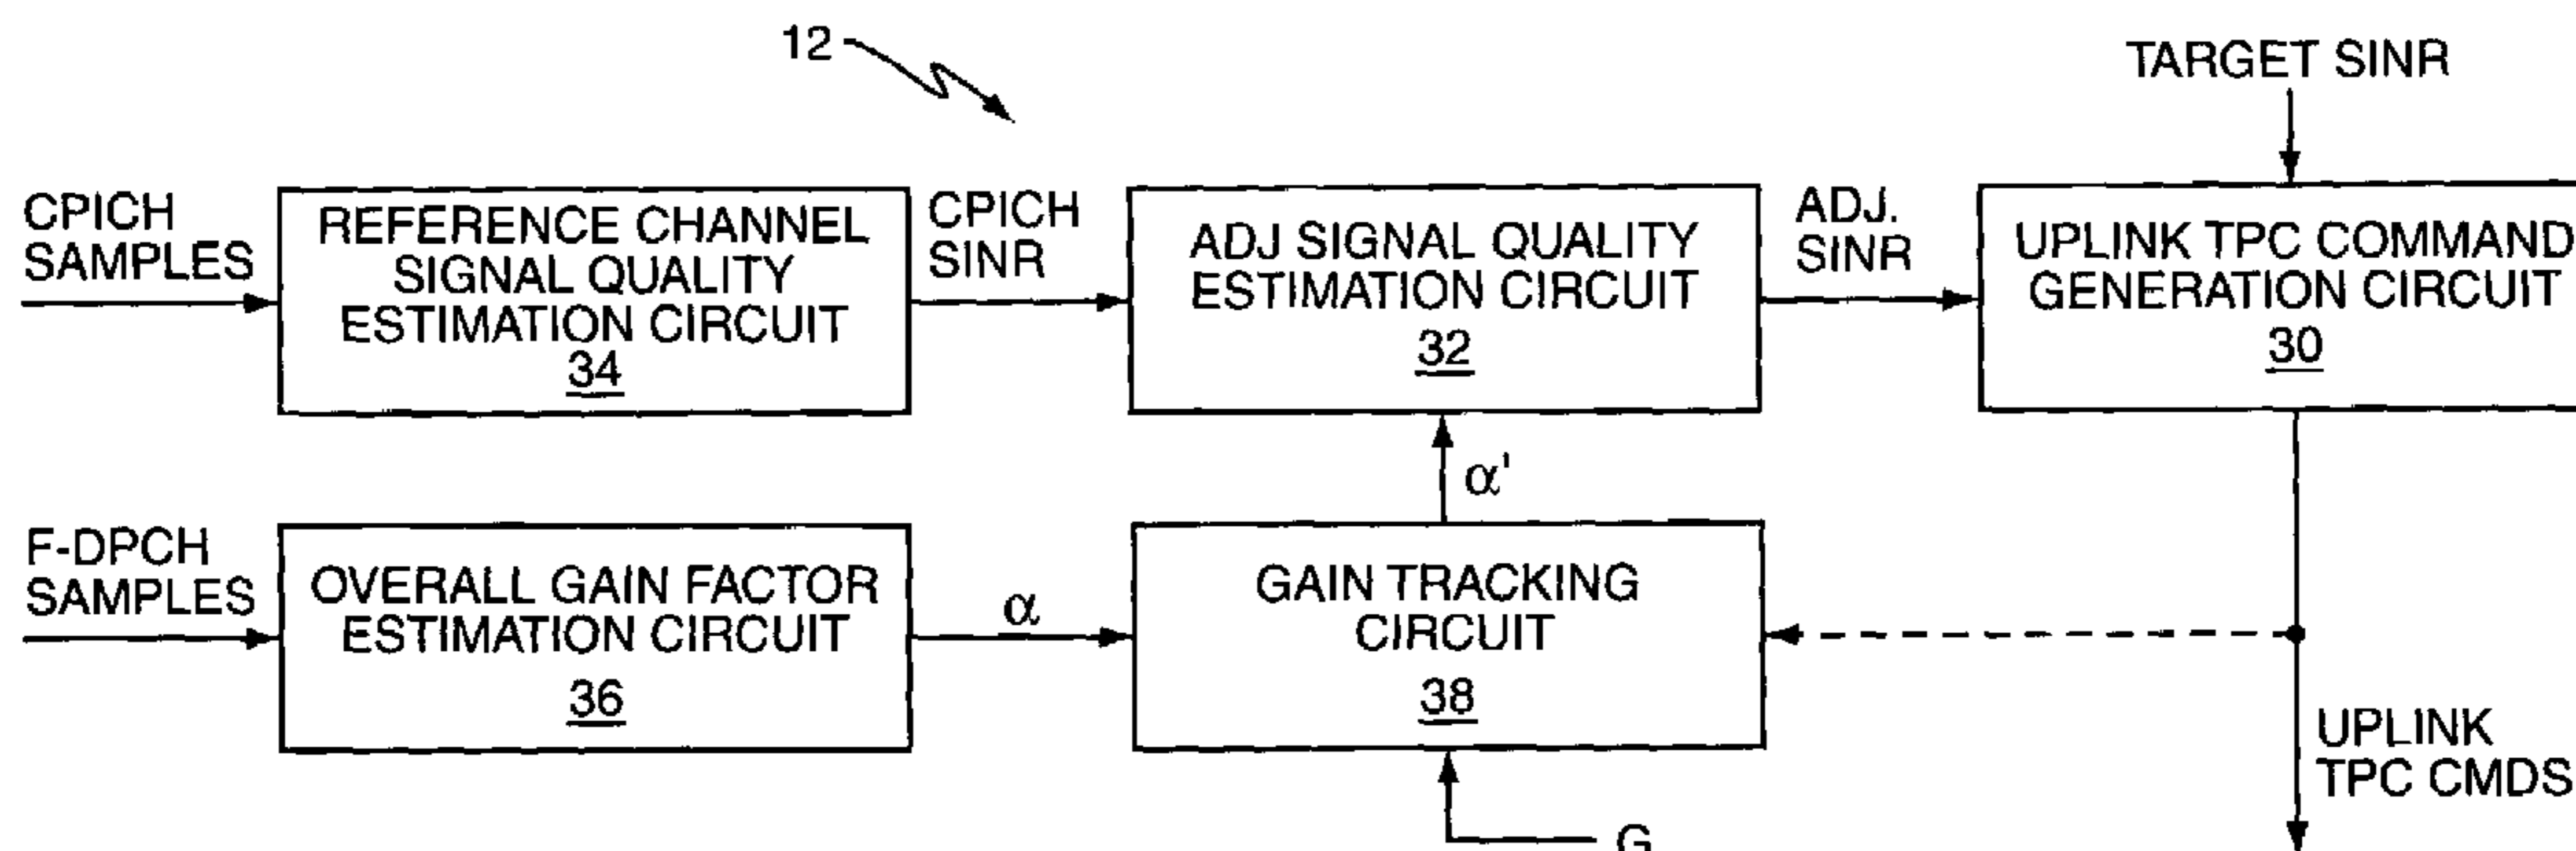 12
TARGET SINR
CPICH
SAMPLES
REFERENCE CHANNEL
SIGNAL QUALITY
ESTIMATION CIRCUIT
34
CPICH
SINR
ADJ SIGNAL QUALITY
ESTIMATION CIRCUIT
32
ADJ.
SINR
UPLINK TPC COMMAND
GENERATION CIRCUIT
30
α'
F-DPCH
SAMPLES
OVERALL GAIN FACTOR
ESTIMATION CIRCUIT
36
α
GAIN TRACKING
CIRCUIT
38
UPLINK
TPC CMDS
G